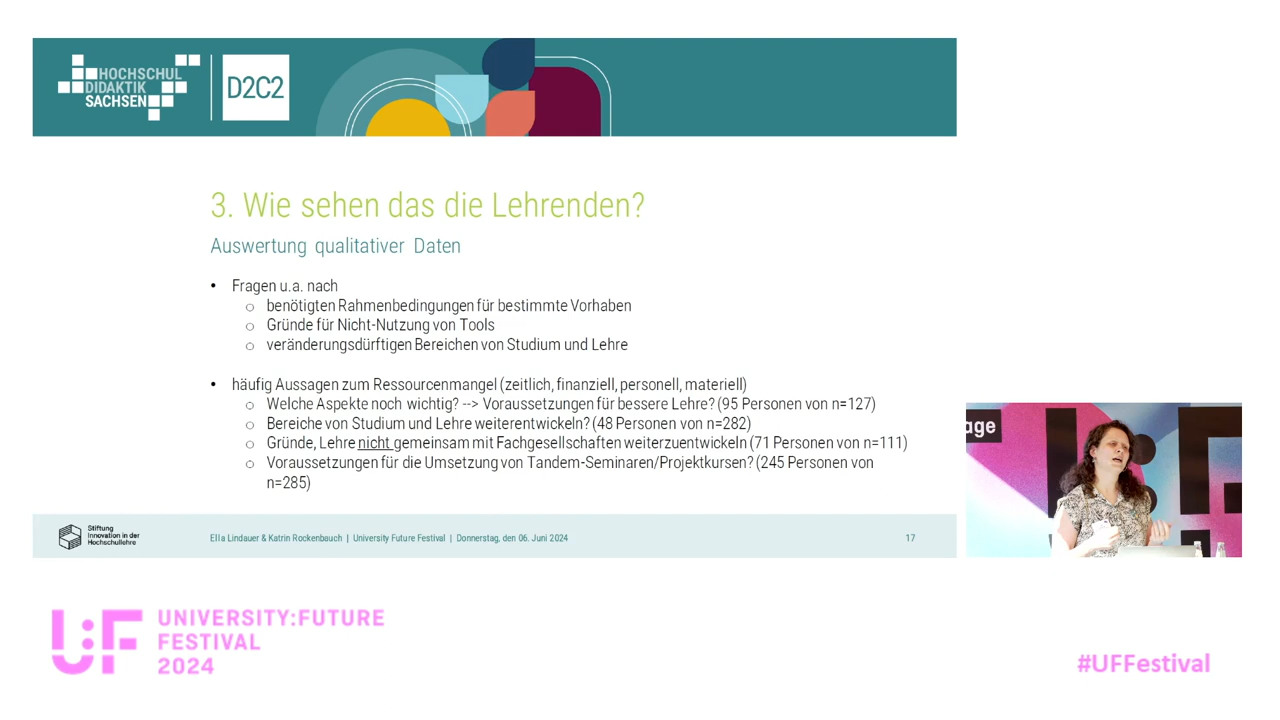 HOCHSCHUL
DIDAKTIK
SACHSEN
D2C2
3. Wie sehen das die Lehrenden?
Auswertung qualitativer Daten
• Fragen u.a. nach
○ benötigten Rahmenbedingungen für bestimmte Vorhaben
○ Gründe für Nicht-Nutzung von Tools
○ veränderungsdürftigen Bereichen von Studium und Lehre
• häufig Aussagen zum Ressourcenmangel (zeitlich, finanziell, personell, materiell)
○ Welche Aspekte noch wichtig? --> Voraussetzungen für bessere Lehre? (95 Personen von n=127)
○ Bereiche von Studium und Lehre weiterentwickeln? (48 Personen von n=282)
○ Gründe, Lehre nicht gemeinsam mit Fachgesellschaften weiterzuentwickeln (71 Personen von n=111)
○ Voraussetzungen für die Umsetzung von Tandem-Seminaren/Projektkursen? (245 Personen von
n=285)
age
Stiftung
Innovation in der
Hochschullehre
Ella Lindauer & Katrin Rockenbauch | University Future Festival | Donnerstag, den 06. Juni 2024
17
U:F
UNIVERSITY:FUTURE
FESTIVAL
2024
#UFFestival